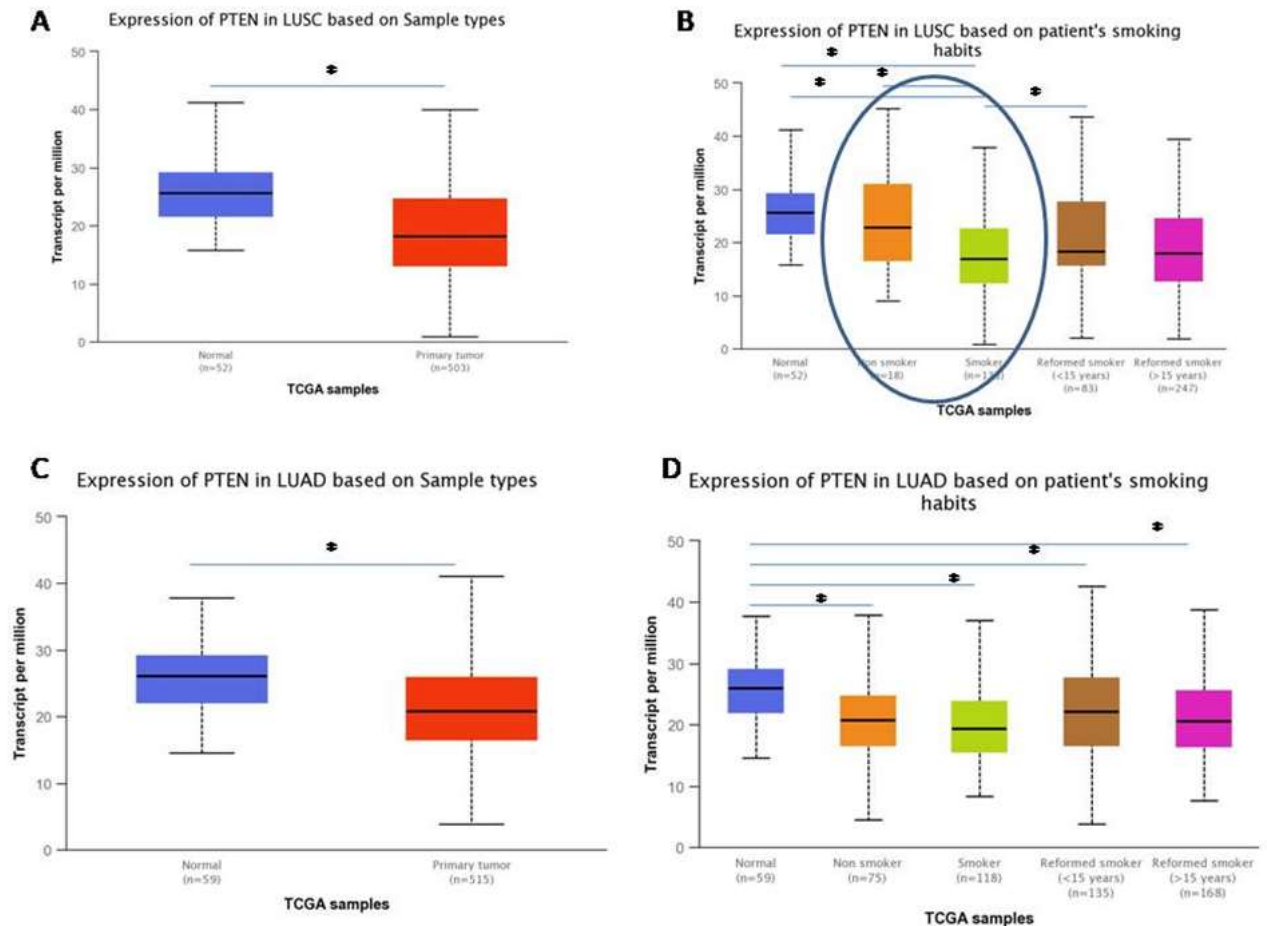 A
Expression of PTEN in LUSC based on Sample types
*
50
40
30
20
10
0
Transcript per million
Normal
(n=52)
Primary tumor
(n=503)
TCGA samples
B
Expression of PTEN in LUSC based on patient's smoking
habits
*
*
*
*
50
40
30
20
10
0
Transcript per million
Normal
(n=52)
Non smoker
(n=18)
Smoker
Reformed smoker
(<15 years)
(n=83)
Reformed smoker
(>15 years)
(n=247)
TCGA samples
C
Expression of PTEN in LUAD based on Sample types
*
50
40
30
20
10
0
Transcript per million
Normal
(n=59)
Primary tumor
(n=515)
TCGA samples
D
Expression of PTEN in LUAD based on patient's smoking
habits
*
*
*
*
50
40
30
20
10
0
Transcript per million
Normal
(n=59)
Non smoker
(n=75)
Smoker
(n=118)
Reformed smoker
(<15 years)
(n=135)
Reformed smoker
(>15 years)
(n=168)
TCGA samples